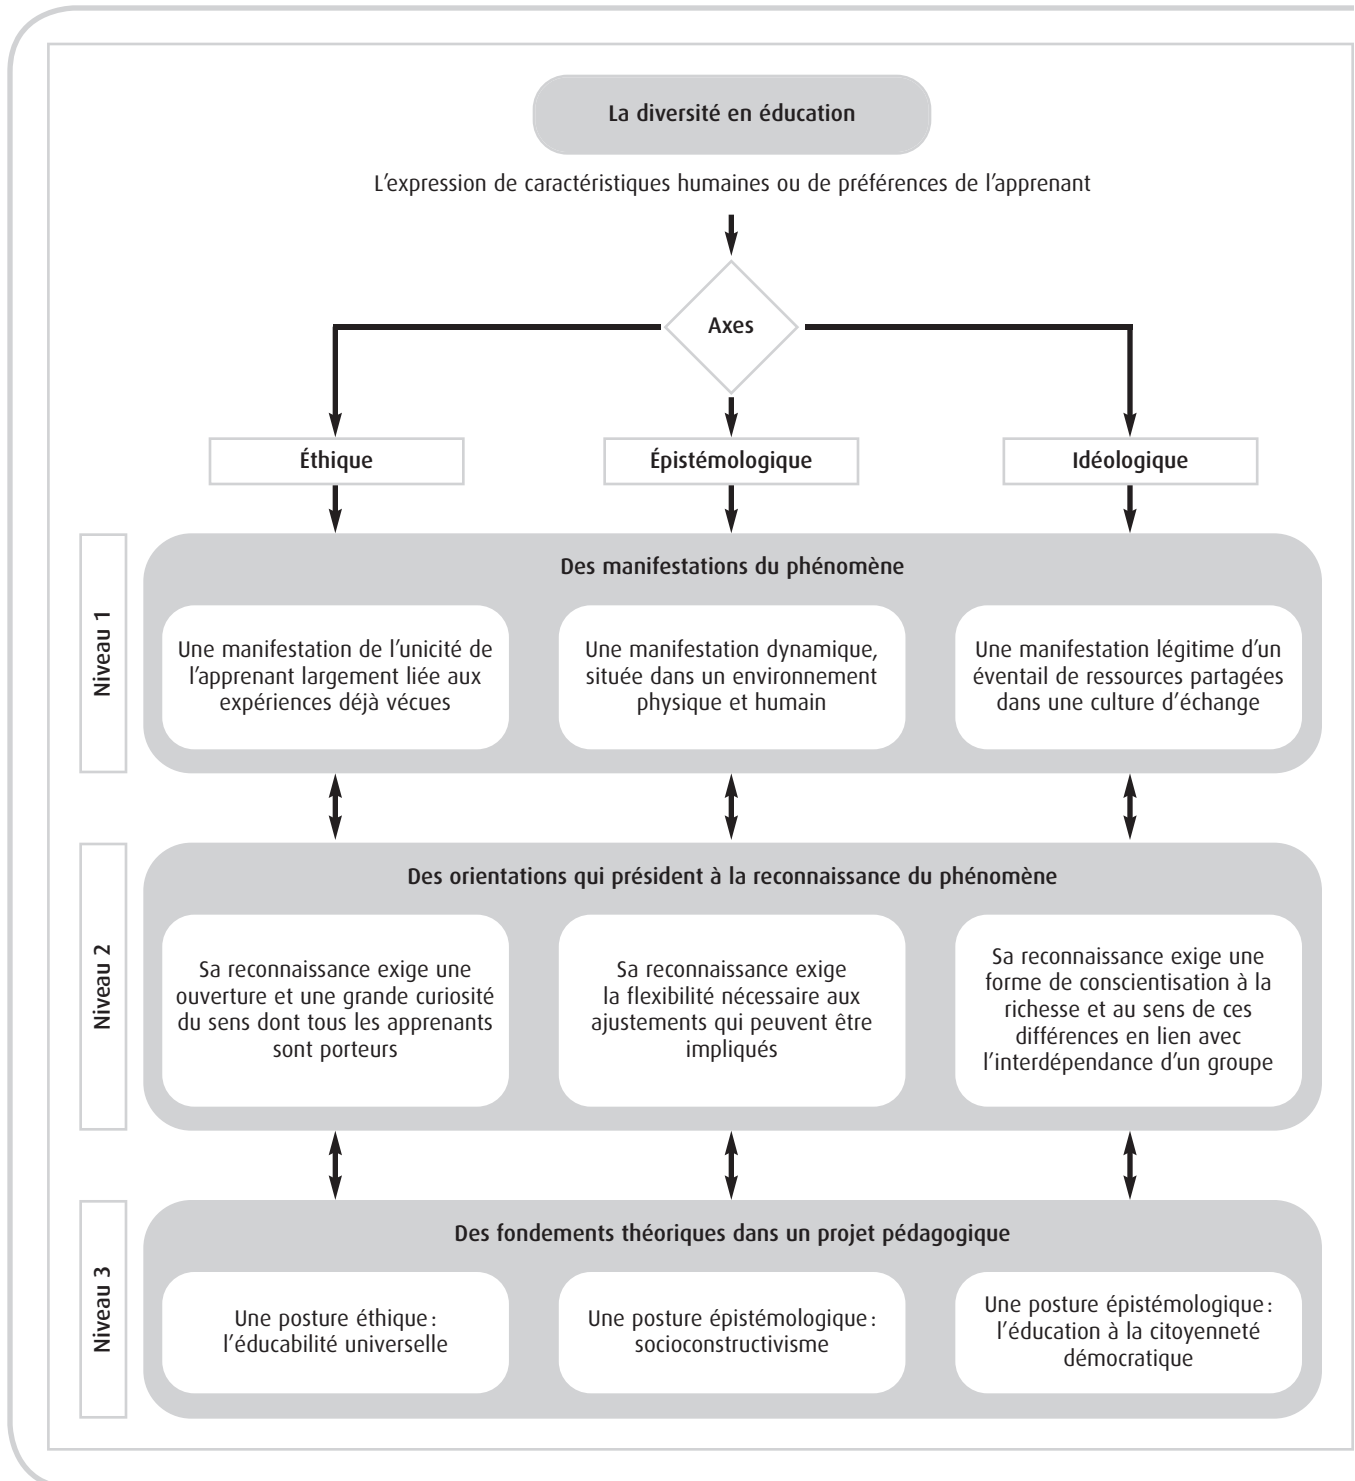 La diversité en éducation
L'expression de caractéristiques humaines ou de préférences de l'apprenant
Axes
Éthique
Épistémologique
Idéologique
Niveau 1
Des manifestations du phénomène
Une manifestation de l'unicité de
l'apprenant largement liée aux
expériences déjà vécues
Une manifestation dynamique,
située dans un environnement
physique et humain
Une manifestation légitime d'un
éventail de ressources partagées
dans une culture d'échange
Niveau 2
Des orientations qui président à la reconnaissance du phénomène
Sa reconnaissance exige une
ouverture et une grande curiosité
du sens dont tous les apprenants
sont porteurs
Sa reconnaissance exige
la flexibilité nécessaire aux
ajustements qui peuvent être
impliqués
Sa reconnaissance exige une
forme de conscientisation à la
richesse et au sens de ces
différences en lien avec
l'interdépendance d'un groupe
Niveau 3
Des fondements théoriques dans un projet pédagogique
Une posture éthique :
l'éducabilité universelle
Une posture épistémologique :
socioconstructivisme
Une posture épistémologique :
l'éducation à la citoyenneté
démocratique